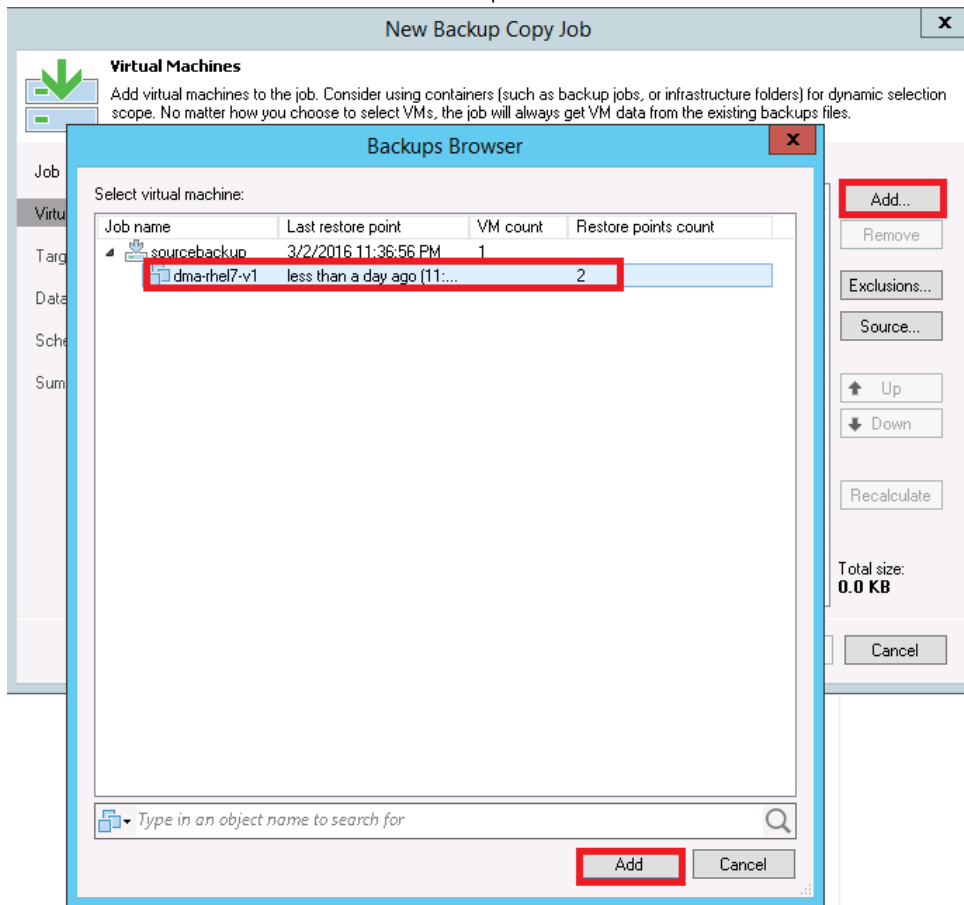 New Backup Copy Job
x
Virtual Machines
Add virtual machines to the job. Consider using containers (such as backup jobs, or infrastructure folders) for dynamic selection
scope. No matter how you choose to select VMs, the job will always get VM data from the existing backups files.
Backups Browser
x
Job
Virtu
Targ
Data
Sche
Sum
Select virtual machine:
Job name Last restore point VM count Restore points count
sourcebackup 3/2/2016 11:36:56 PM 1
dma-rhel7-v1 less than a day ago (11:... 2
Type in an object name to search for
Add Cancel
Add...
Remove
Exclusions...
Source...
Up
Down
Recalculate
Total size:
0.0 KB
Cancel